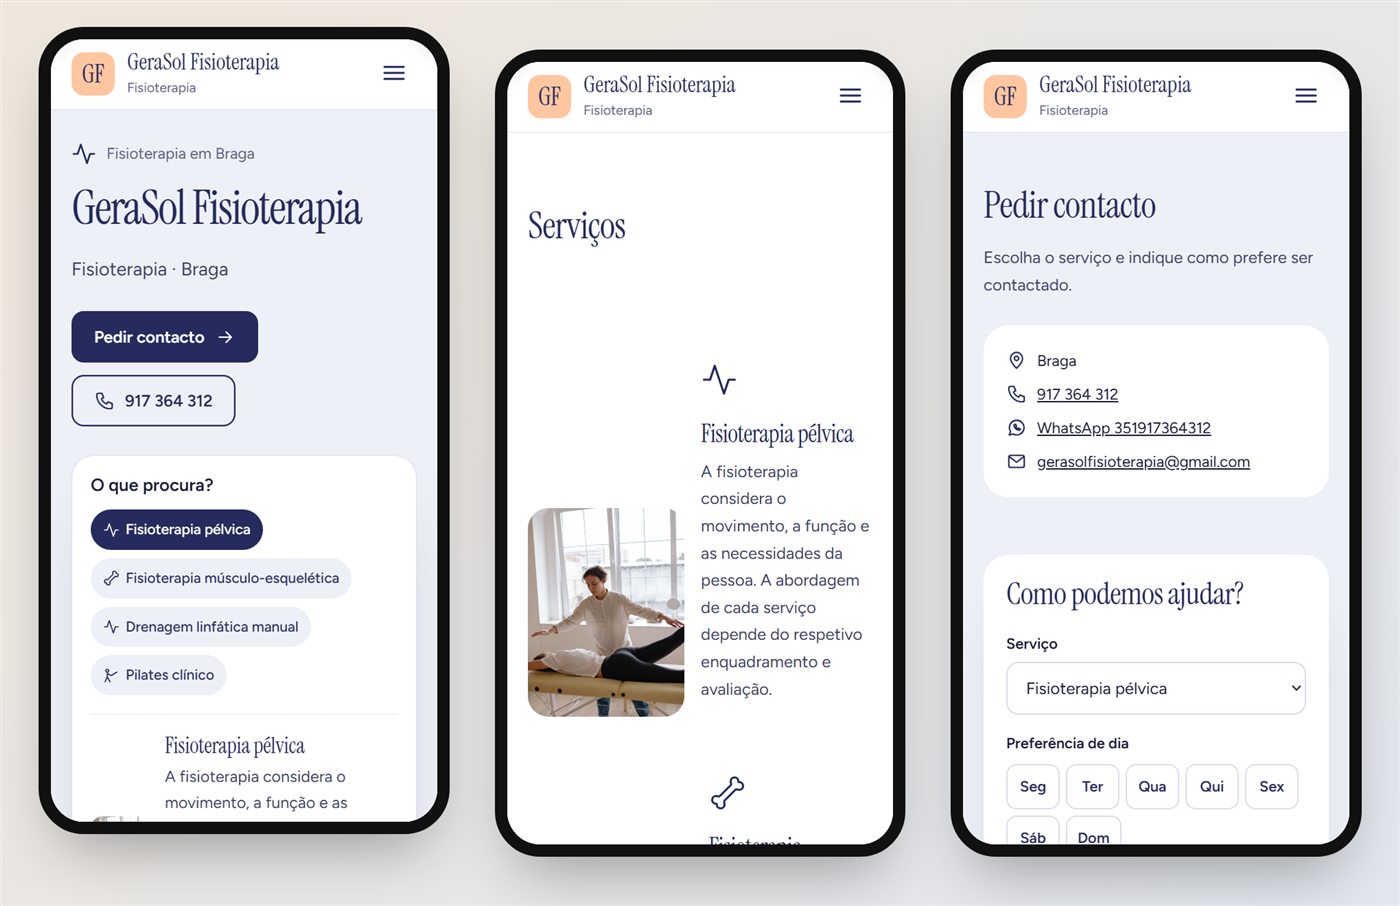 GF
GeraSol Fisioterapia
Fisioterapia
Fisioterapia em Braga
GeraSol Fisioterapia
Fisioterapia · Braga
Pedir contacto
917 364 312
O que procura?
Fisioterapia pélvica
Fisioterapia músculo-esquelética
Drenagem linfática manual
Pilates clínico
Fisioterapia pélvica
A fisioterapia considera o
movimento, a função e as
GF
GeraSol Fisioterapia
Fisioterapia
Serviços
Fisioterapia pélvica
A fisioterapia
considera o
movimento, a função e
as necessidades da
pessoa. A abordagem
de cada serviço
depende do respetivo
enquadramento e
avaliação.
Fisioterapia
GF
GeraSol Fisioterapia
Fisioterapia
Pedir contacto
Escolha o serviço e indique como prefere ser
contactado.
Braga
917 364 312
WhatsApp 351917364312
gerasolfisioterapia@gmail.com
Como podemos ajudar?
Serviço
Fisioterapia pélvica
Preferência de dia
Seg Ter Qua Qui Sex
Sáb Dom